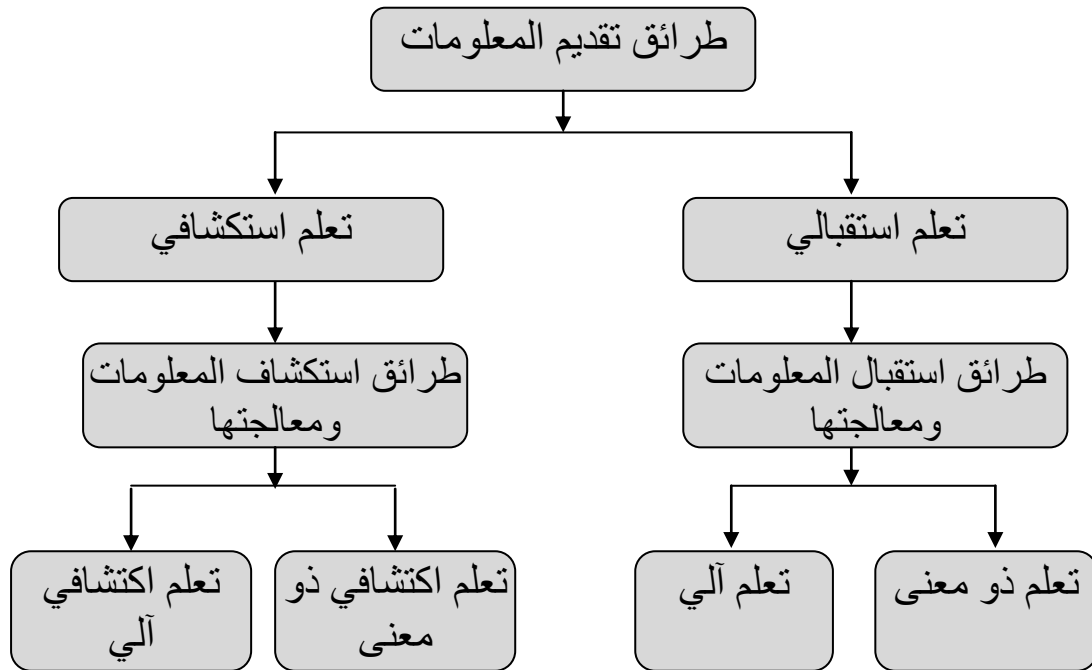 طرائق تقديم المعلومات
تعلم استقبالي
تعلم استكشافي
طرائق استقبال المعلومات
ومعالجتها
طرائق استكشاف المعلومات
ومعالجتها
تعلم ذو معنى
تعلم آلي
تعلم اكتشافي ذو
معنى
تعلم اكتشافي
آلي